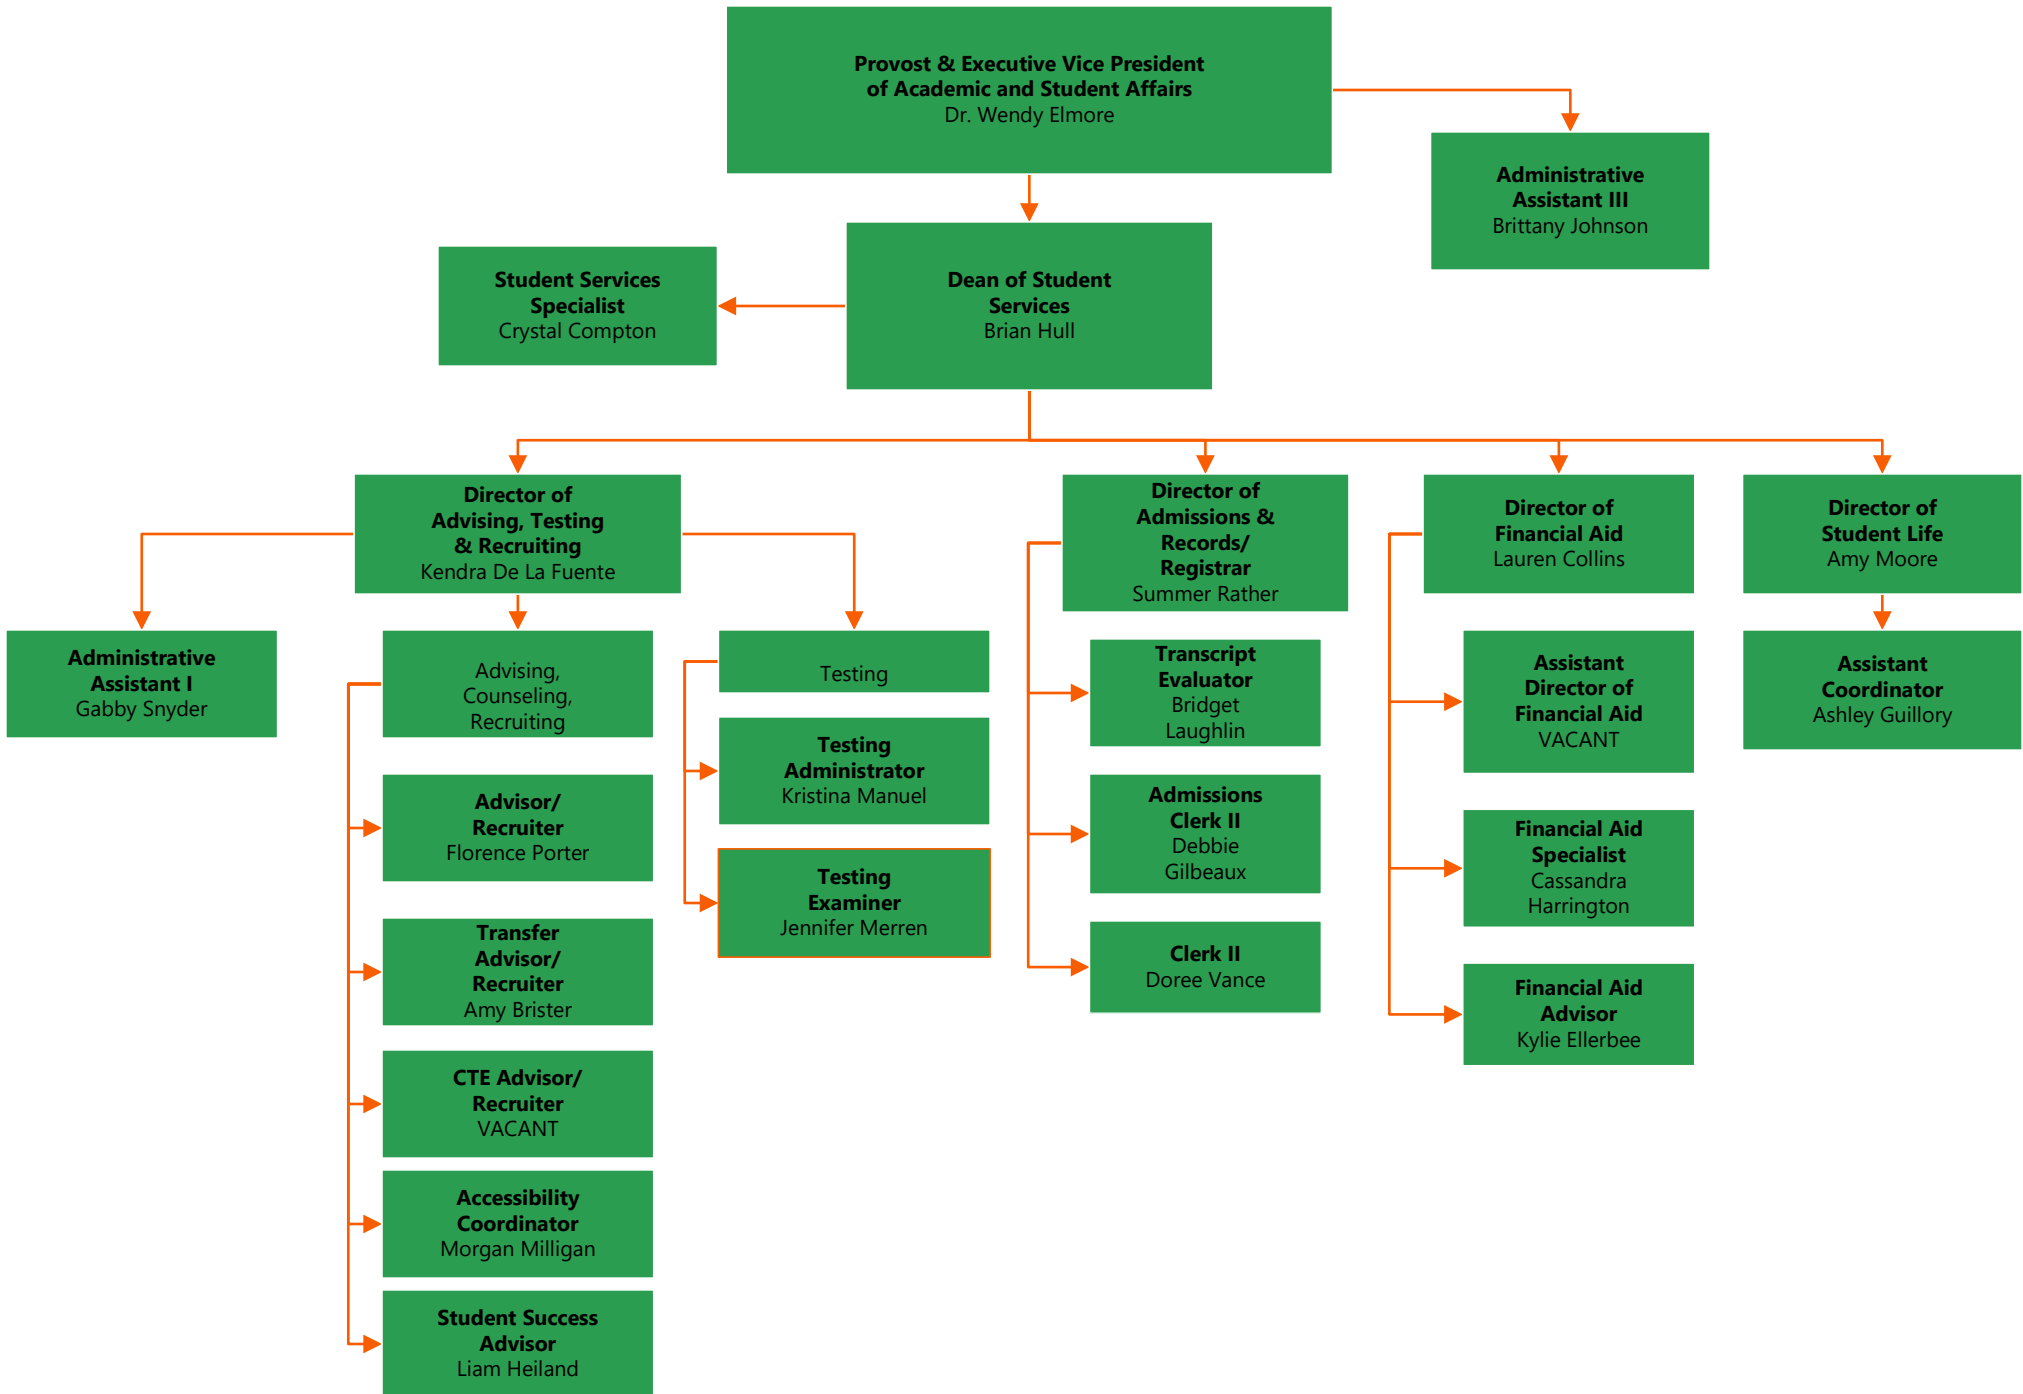 Provost & Executive Vice President
of Academic and Student Affairs
Dr. Wendy Elmore
Administrative
Assistant III
Brittany Johnson
Student Services
Specialist
Crystal Compton
Dean of Student
Services
Brian Hull
Director of
Advising, Testing
& Recruiting
Kendra De La Fuente
Director of
Admissions &
Records/
Registrar
Summer Rather
Director of
Financial Aid
Lauren Collins
Director of
Student Life
Amy Moore
Administrative
Assistant I
Gabby Snyder
Advising,
Counseling,
Recruiting
Advisor/
Recruiter
Florence Porter
Transfer
Advisor/
Recruiter
Amy Brister
CTE Advisor/
Recruiter
VACANT
Accessibility
Coordinator
Morgan Milligan
Student Success
Advisor
Liam Heiland
Testing
Testing
Administrator
Kristina Manuel
Testing
Examiner
Jennifer Merren
Transcript
Evaluator
Bridget
Laughlin
Admissions
Clerk II
Debbie
Gilbeaux
Clerk II
Doree Vance
Assistant
Director of
Financial Aid
VACANT
Financial Aid
Specialist
Cassandra
Harrington
Financial Aid
Advisor
Kylie Ellerbee
Assistant
Coordinator
Ashley Guillory